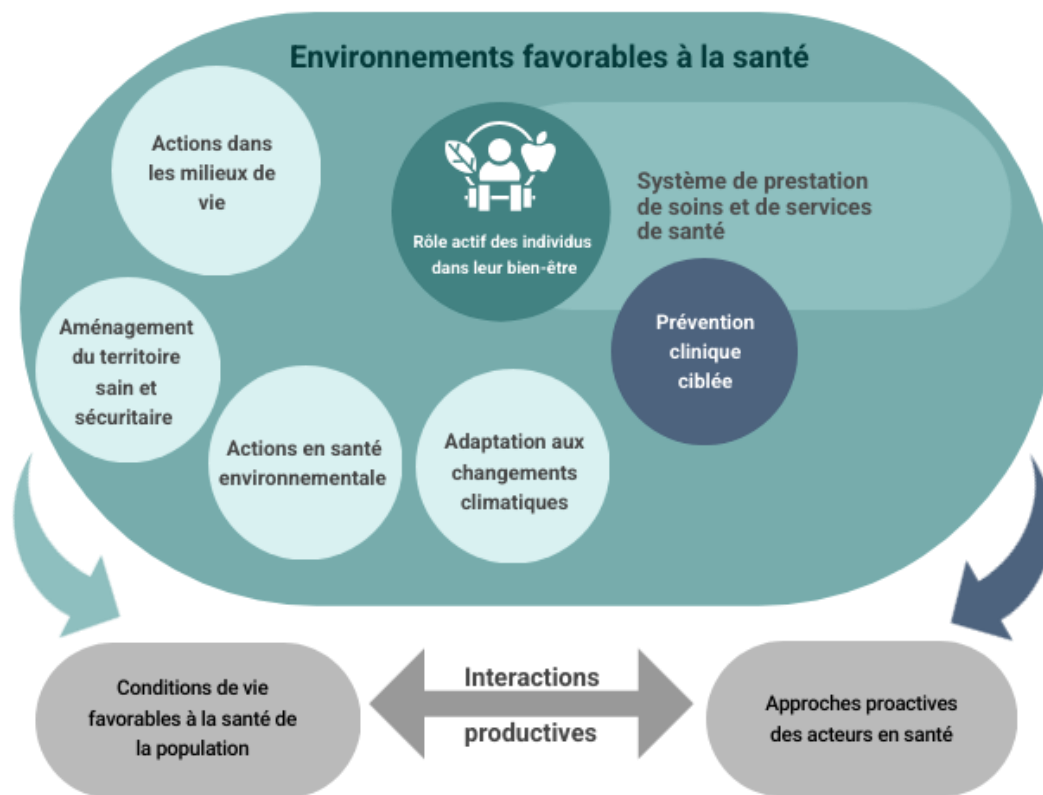 Environnements favorables à la santé
Actions dans
les milieux de
vie
Rôle actif des individus
dans leur bien-être
Système de prestation
de soins et de services
de santé
Aménagement
du territoire
sain et
sécuritaire
Prévention
clinique
ciblée
Actions en santé
environnementale
Adaptation aux
changements
climatiques
Conditions de vie
favorables à la santé de
la population
Interactions
productives
Approches proactives
des acteurs en santé